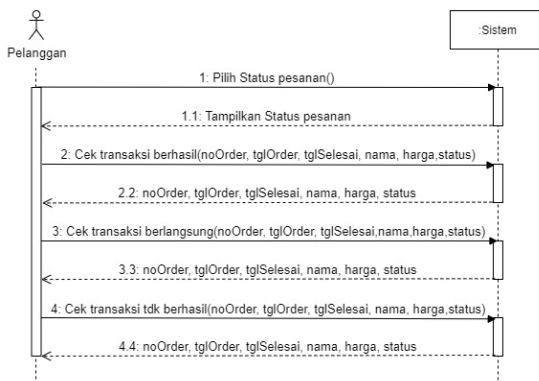 :Sistem
Pelanggan
1: Pilih Status pesanan()
1.1: Tampilkan Status pesanan
2: Cek transaksi berhasil(noOrder, tglOrder, tglSelesai, nama, harga,status)
2.2: noOrder, tglOrder, tglSelesai, nama, harga, status
3: Cek transaksi berlangsung(noOrder, tglOrder, tglSelesai,nama,harga,status)
3.3: noOrder, tglOrder, tglSelesai, nama, harga, status
4: Cek transaksi tdk berhasil(noOrder, tglOrder, tglSelesai, nama, harga,status)
4.4: noOrder, tglOrder, tglSelesai, nama, harga, status